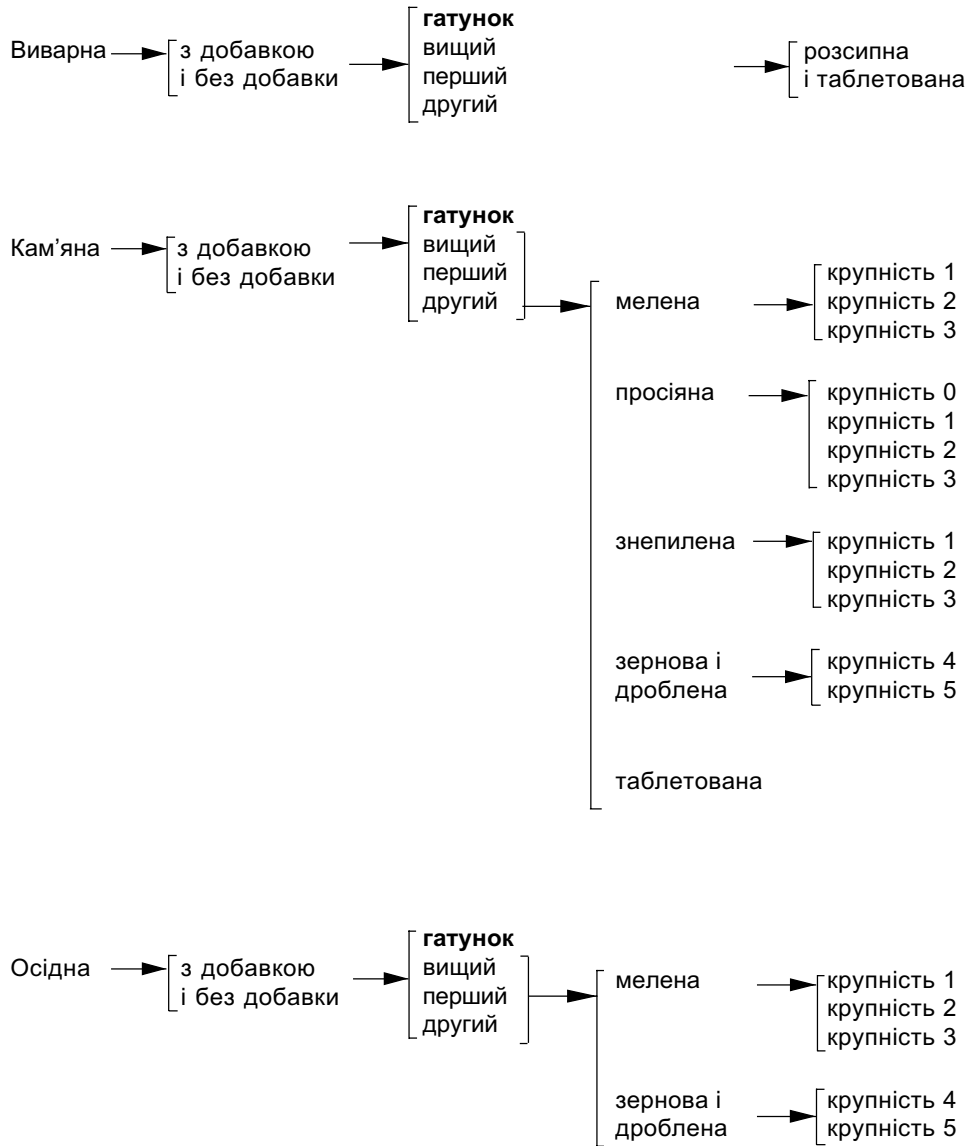 Виварна
з добавкою
і без добавки
гатунок
вищий
перший
другий
розсипна
і таблетована
Кам’яна
з добавкою
і без добавки
гатунок
вищий
перший
другий
мелена
крупність 1
крупність 2
крупність 3
просіяна
крупність 0
крупність 1
крупність 2
крупність 3
знепилена
крупність 1
крупність 2
крупність 3
зернова і
дроблена
крупність 4
крупність 5
таблетована
Осідна
з добавкою
і без добавки
гатунок
вищий
перший
другий
мелена
крупність 1
крупність 2
крупність 3
зернова і
дроблена
крупність 4
крупність 5